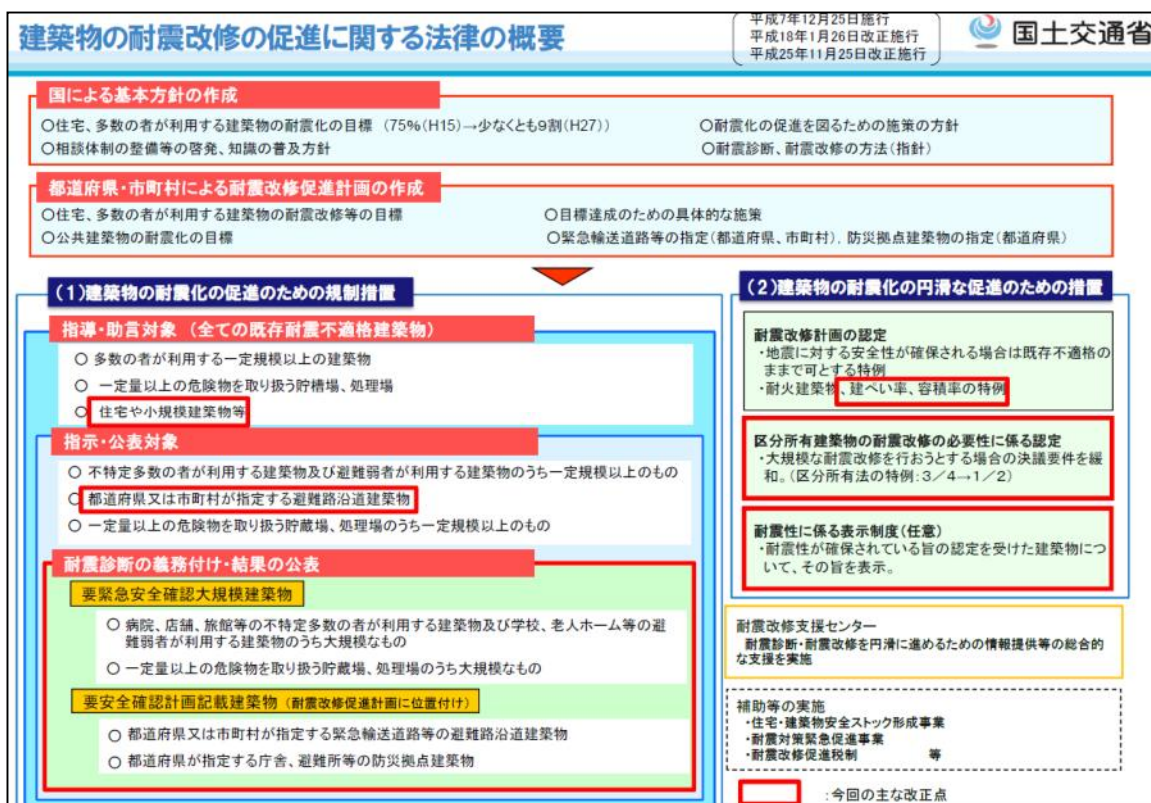 建築物の耐震改修の促進に関する法律の概要
平成7年12月25日施行
平成18年1月26日改正施行
平成25年11月25日改正施行
国土交通省
国による基本方針の作成
○住宅、多数の者が利用する建築物の耐震化の目標 (75%(H15)→少なくとも9割(H27))
○耐震化の促進を図るための施策の方針
○相談体制の整備等の啓発、知識の普及方針
○耐震診断、耐震改修の方法(指針)
都道府県・市町村による耐震改修促進計画の作成
○住宅、多数の者が利用する建築物の耐震改修等の目標
○目標達成のための具体的な施策
○公共建築物の耐震化の目標
○緊急輸送道路等の指定(都道府県、市町村), 防災拠点建築物の指定(都道府県)
(1)建築物の耐震化の促進のための規制措置
指導・助言対象 (全ての既存耐震不適格建築物)
○ 多数の者が利用する一定規模以上の建築物
○ 一定量以上の危険物を取り扱う貯槽場、処理場
○ 住宅や小規模建築物等
指示・公表対象
○ 不特定多数の者が利用する建築物及び避難弱者が利用する建築物のうち一定規模以上のもの
○ 都道府県又は市町村が指定する避難路沿道建築物
○ 一定量以上の危険物を取り扱う貯蔵場、処理場のうち一定規模以上のもの
耐震診断の義務付け・結果の公表
要緊急安全確認大規模建築物
○ 病院、店舗、旅館等の不特定多数の者が利用する建築物及び学校、老人ホーム等の避
難弱者が利用する建築物のうち大規模なもの
○ 一定量以上の危険物を取り扱う貯蔵場、処理場のうち大規模なもの
要安全確認計画記載建築物 (耐震改修促進計画に位置付け)
○ 都道府県又は市町村が指定する緊急輸送道路等の避難路沿道建築物
○ 都道府県が指定する庁舎、避難所等の防災拠点建築物
(2)建築物の耐震化の円滑な促進のための措置
耐震改修計画の認定
・地震に対する安全性が確保される場合は既存不適格の
ままで可とする特例
・耐火建築物、建ぺい率、容積率の特例
区分所有建築物の耐震改修の必要性に係る認定
・大規模な耐震改修を行おうとする場合の決議要件を緩
和。(区分所有法の特例:3/4→1/2)
耐震性に係る表示制度(任意)
・耐震性が確保されている旨の認定を受けた建築物につ
いて、その旨を表示。
耐震改修支援センター
耐震診断・耐震改修を円滑に進めるための情報提供等の総合的
な支援を実施
補助等の実施
・住宅・建築物安全ストック形成事業
・耐震対策緊急促進事業
・耐震改修促進税制 等
:今回の主な改正点